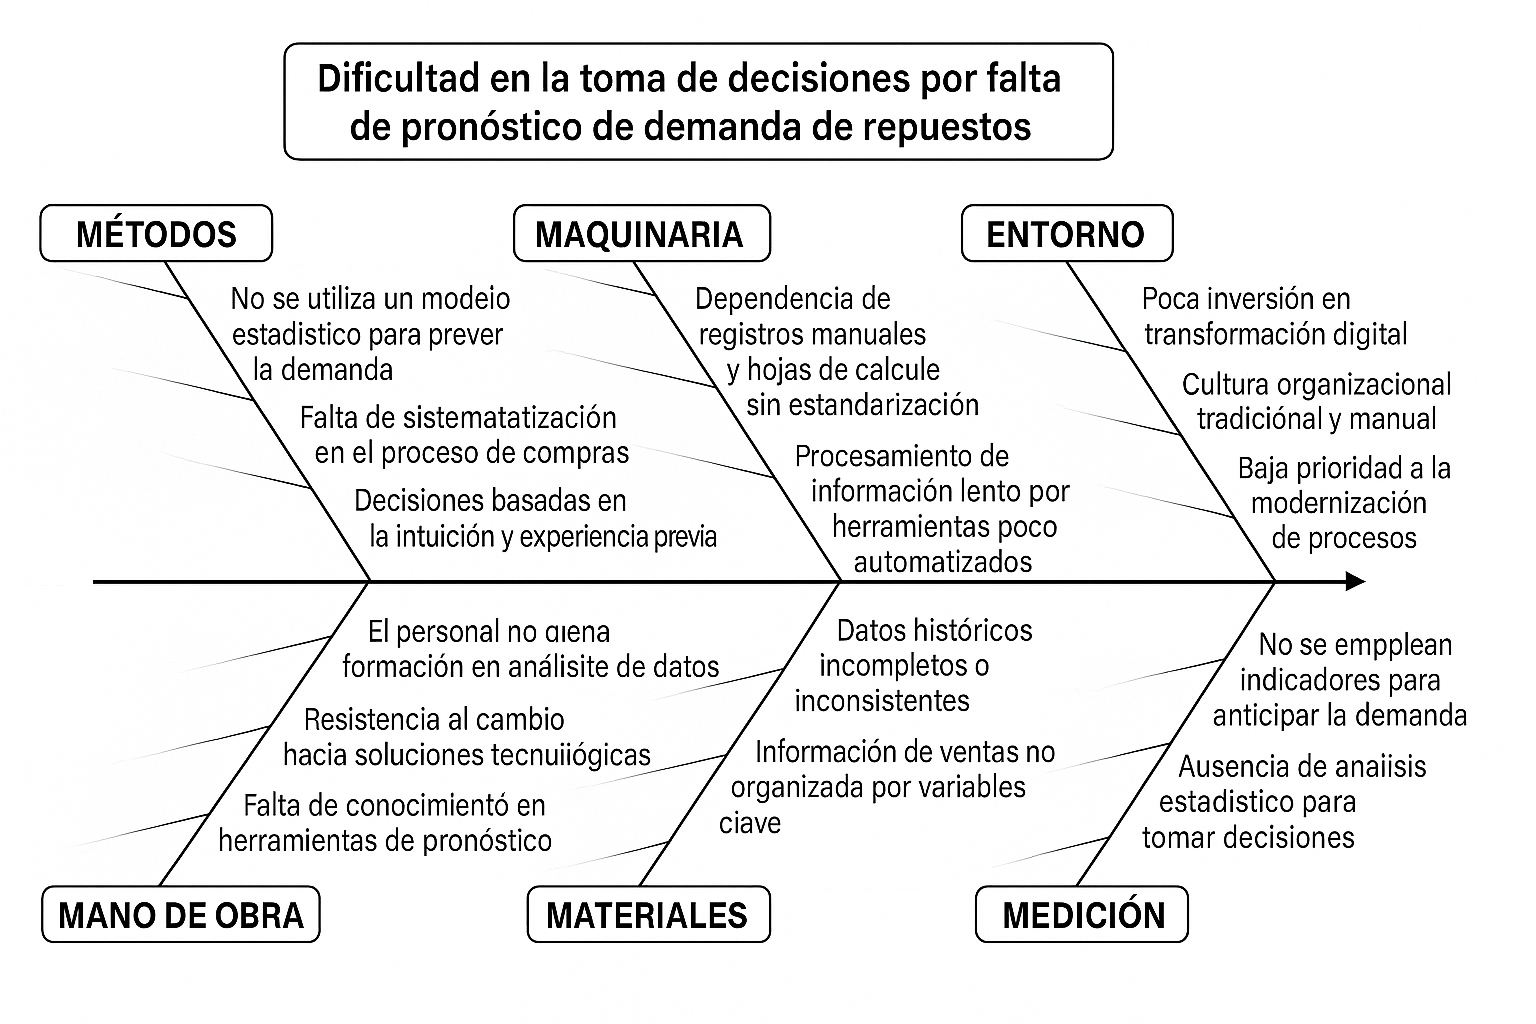 Dificultad en la toma de decisiones por falta
de pronóstico de demanda de repuestos
MÉTODOS
No se utiliza un modeio
estadistico para prever
la demanda
Falta de sistematatización
en el proceso de compras
Decisiones basadas en
la intuición y experiencia previa
MAQUINARIA
Dependencia de
registros manuales
y hojas de calcule
sin estandarización
Procesamiento de
información lento por
herramientas poco
automatizados
ENTORNO
Poca inversión en
transformación digital
Cultura organizacional
tradiciónal y manual
Baja prioridad a la
modernización
de procesos
El personal no
formación en análisite de datos
Resistencia al cambio
hacia soluciones tecnuiiógicas
Falta de conocimientó en
herramientas de pronóstico
MANO DE OBRA
Datos históricos
incompletos o
inconsistentes
Información de ventas no
organizada por variables
ciave
MATERIALES
No se empplean
indicadores para
anticipar la demanda
Ausencia de anaiisis
estadistico para
tomar decisiones
MEDICIÓN